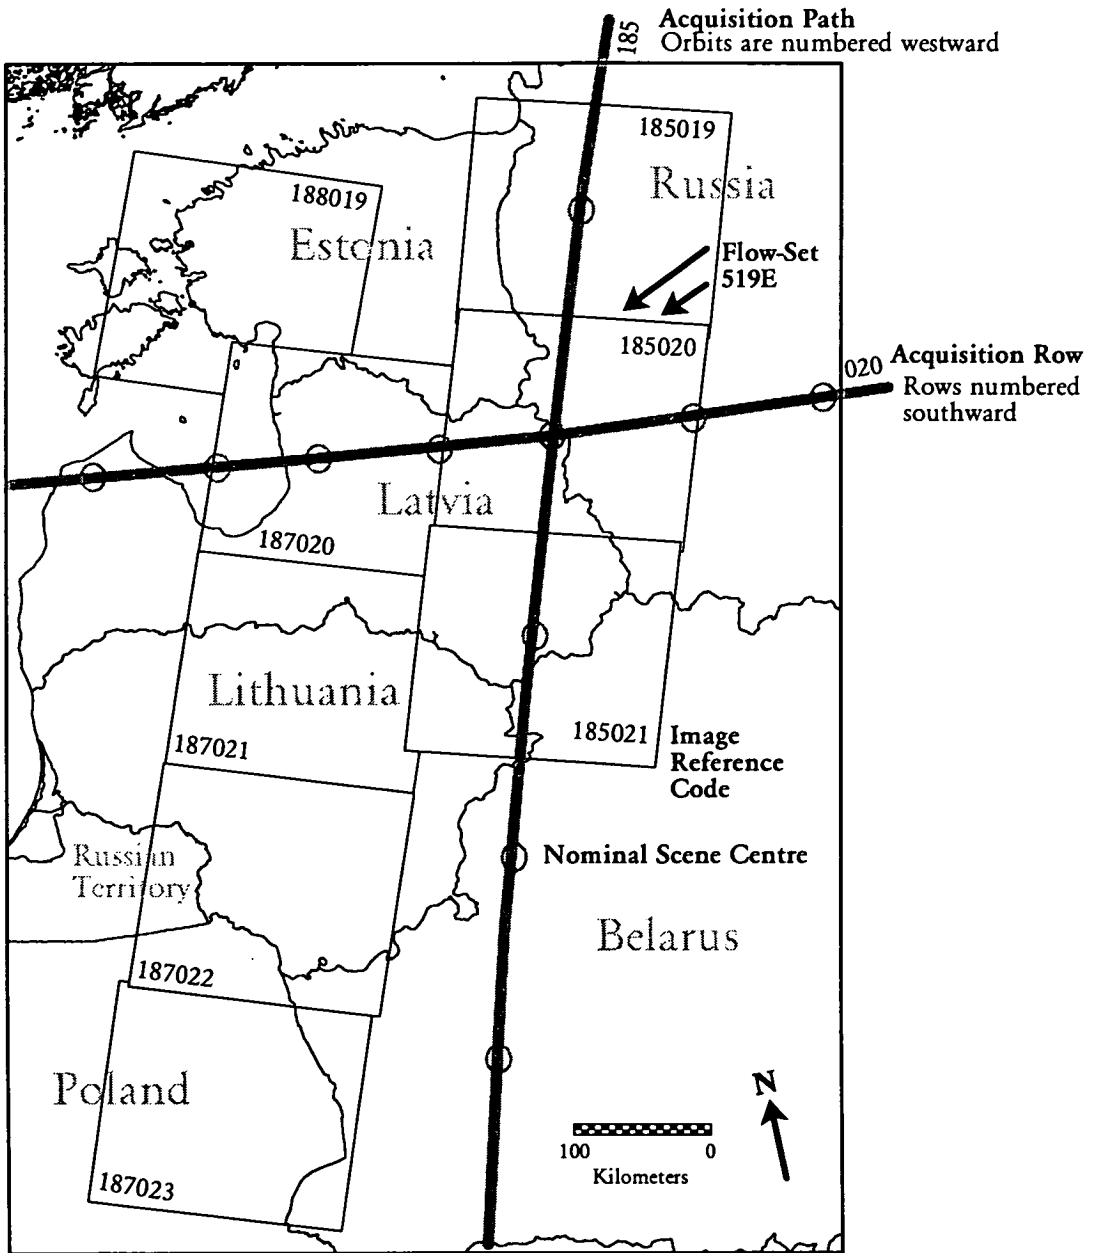 185
Acquisition Path
Orbits are numbered westward
185019
Russia
188019
Estonia
Flow-Set
519E
185020
020
Acquisition Row
Rows numbered
southward
Latvia
187020
Lithuania
187021
185021
Image
Reference
Code
Russian
Territory
Nominal Scene Centre
Belarus
187022
Poland
N
100 0
Kilometers
187023